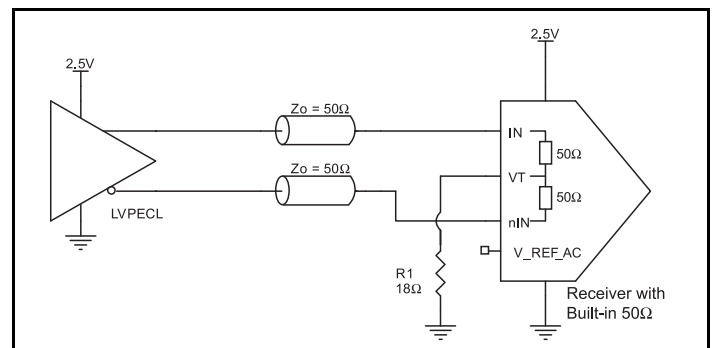 2.5V
2.5V
Zo = 50Ω
IN
50Ω
Zo = 50Ω
VT
50Ω
LVPECL
nIN
V_REF_AC
R1
18Ω
Receiver with
Built-in 50Ω